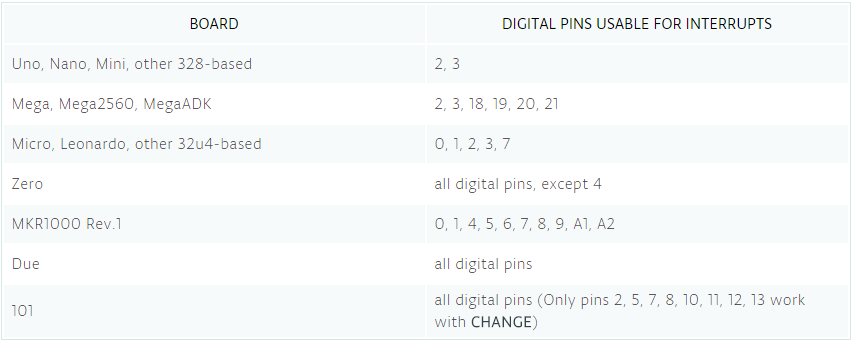 BOARD DIGITAL PINS USABLE FOR INTERRUPTS
Uno, Nano, Mini, other 328-based 2, 3
Mega, Mega2560, MegaADK 2, 3, 18, 19, 20, 21
Micro, Leonardo, other 32u4-based 0, 1, 2, 3, 7
Zero all digital pins, except 4
MKR1000 Rev.1 0, 1, 4, 5, 6, 7, 8, 9, A1, A2
Due all digital pins
101 all digital pins (Only pins 2, 5, 7, 8, 10, 11, 12, 13 work
with CHANGE)